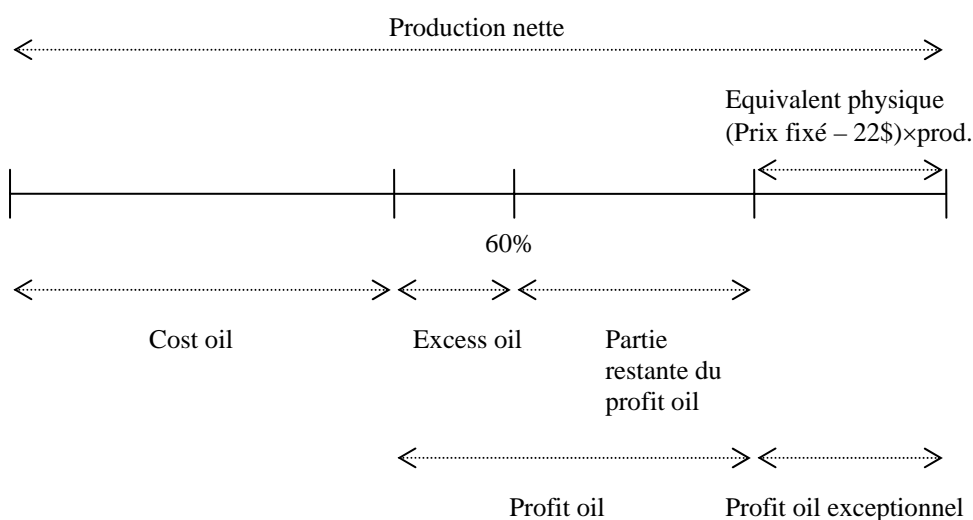 Production nette
Equivalent physique
(Prix fixé – 22$)×prod.
60%
Cost oil
Excess oil
Partie
restante du
profit oil
Profit oil
Profit oil exceptionnel